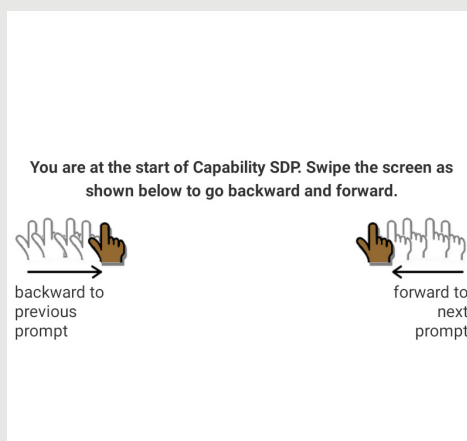 You are at the start of Capability SDP. Swipe the screen as
shown below to go backward and forward.
backward to
previous
prompt
forward to
next
prompt